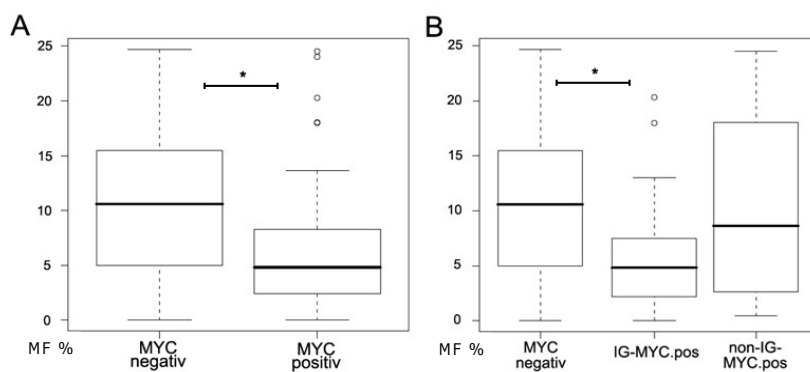 A
25
20
15
10
5
0
*
MF %
MYC
negativ
MYC
positiv
B
25
20
15
10
5
0
*
MF %
MYC
negativ
IG-MYC.pos
non-IG-
MYC.pos